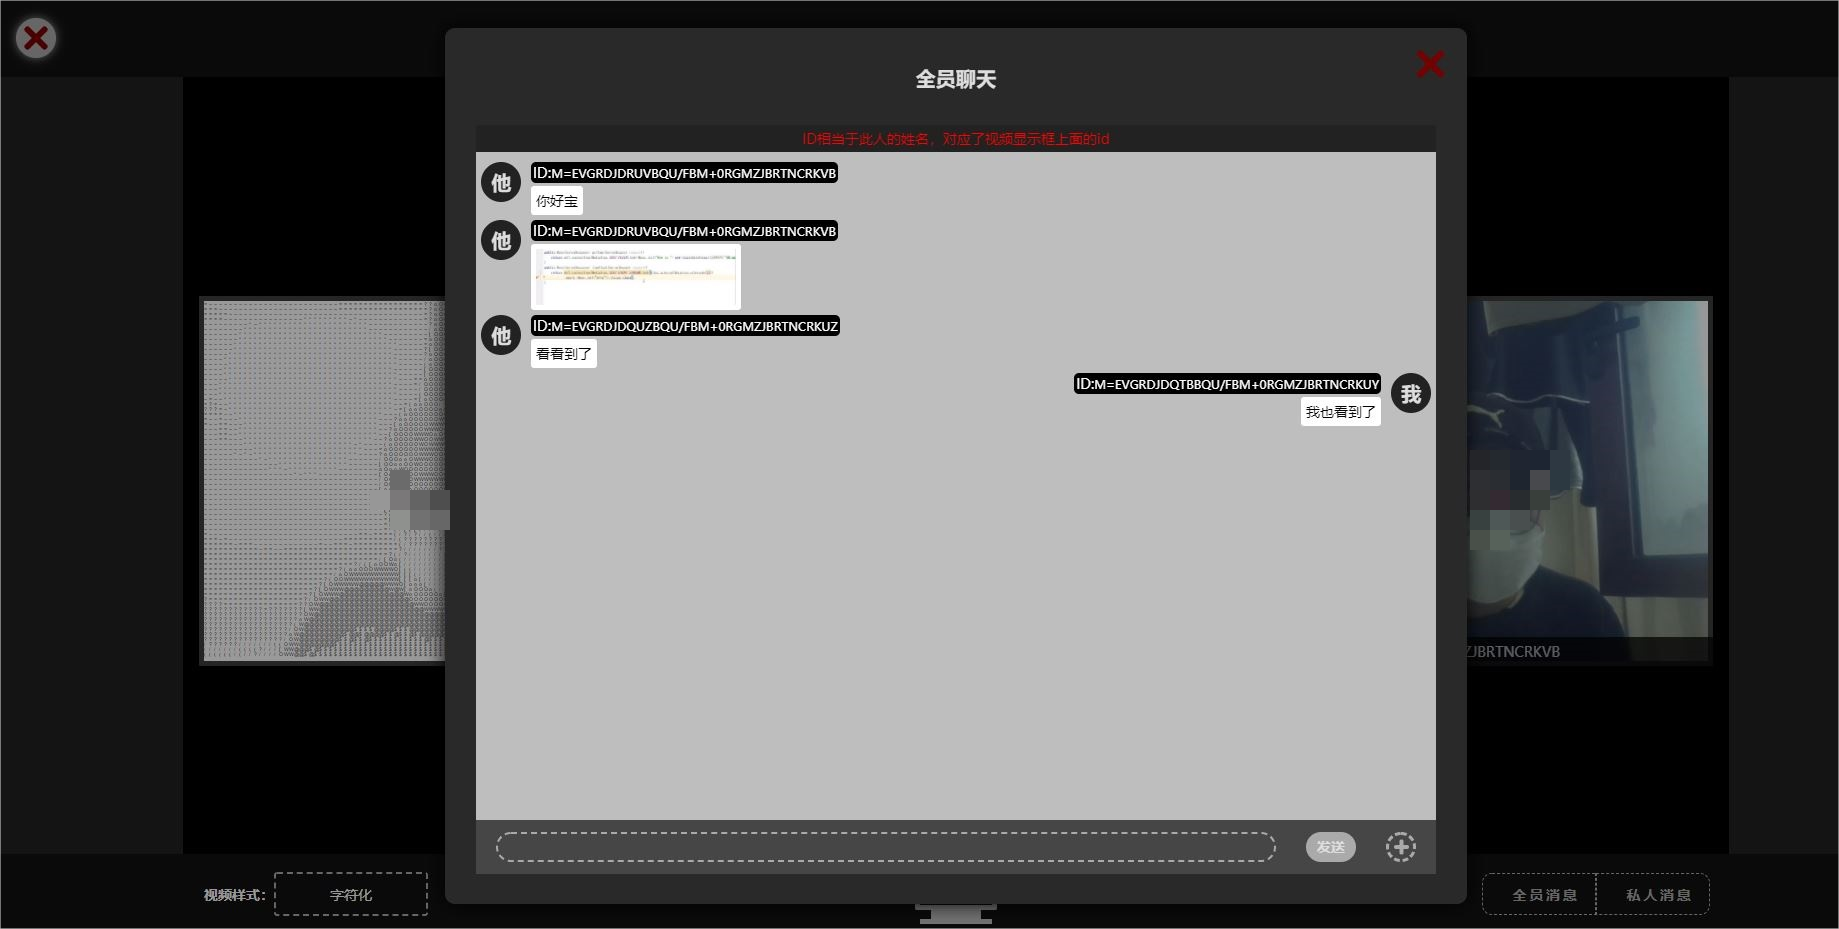 全员聊天
ID相当于此人的姓名，对应了视频显示框上面的id
他
ID:M=EVGRDJDRUVBQU/FBM+0RGMZJBRTNCRKVB
你好宝
他
ID:M=EVGRDJDRUVBQU/FBM+0RGMZJBRTNCRKVB
他
ID:M=EVGRDJDQUZBQU/FBM+0RGMZJBRTNCRKUZ
看看到了
ID:M=EVGRDJDQTBBQU/FBM+0RGMZJBRTNCRKUY
我
我也看到了
ZJBRTNCRKVB
发送
视频样式：
字符化
全员消息
私人消息